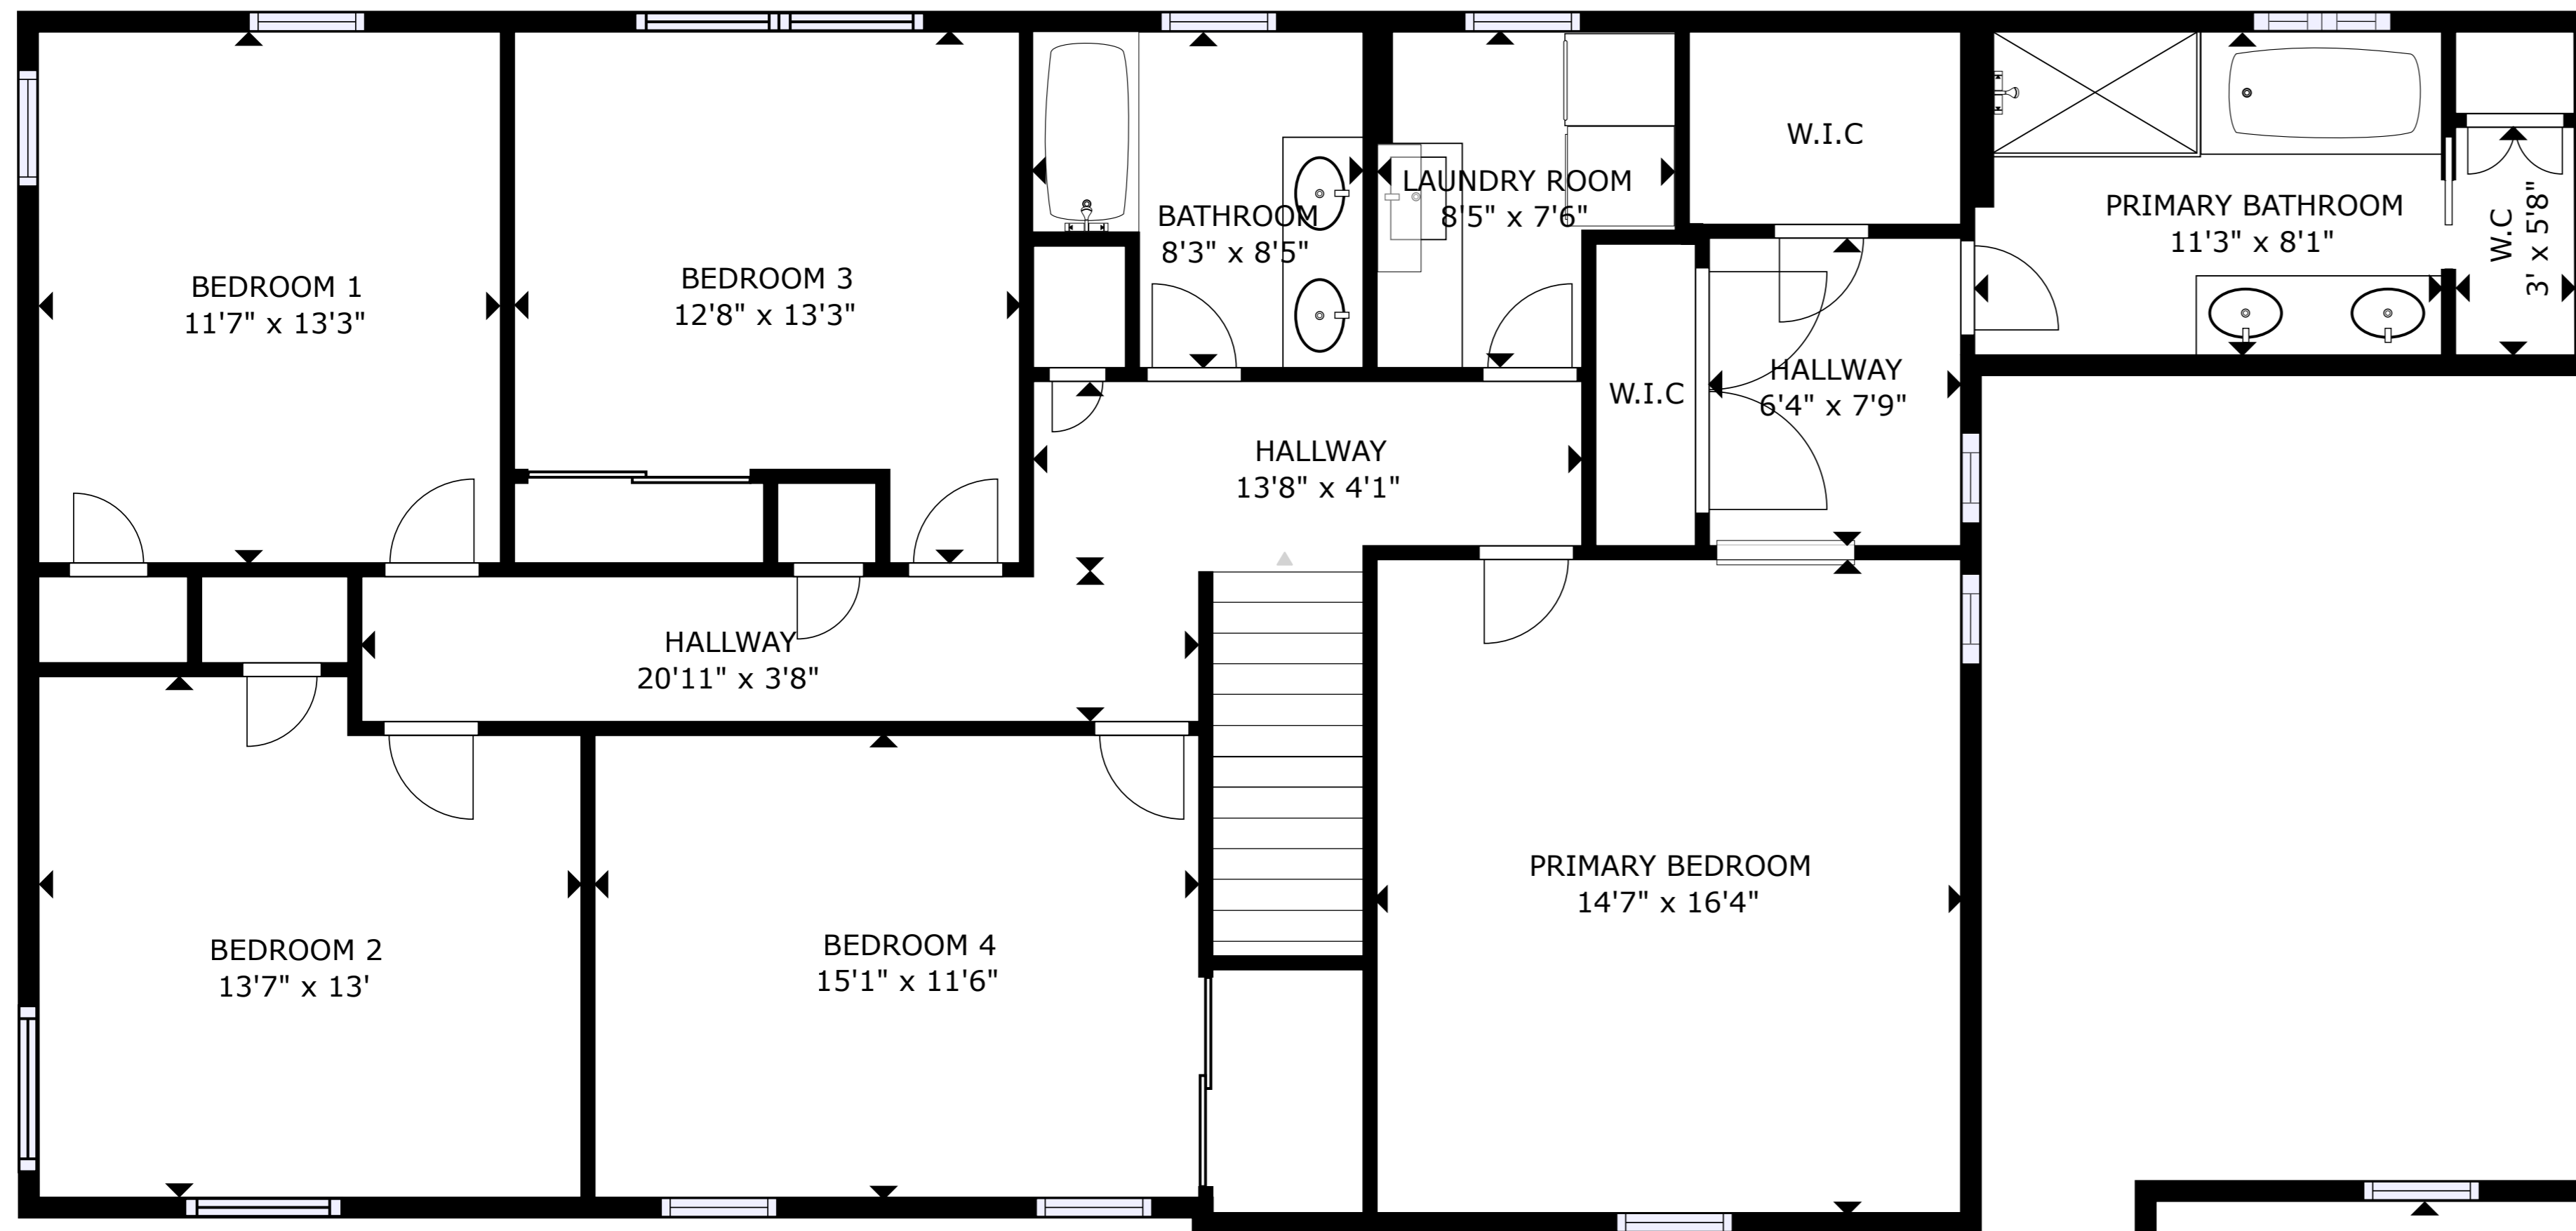 BEDROOM 1
11'7" x 13'3"
BEDROOM 3
12'8" x 13'3"
BATHROOM
8'3" x 8'5"
LAUNDRY ROOM
8'5" x 7'6"
W.I.C
PRIMARY BATHROOM
11'3" x 8'1"
W.C
3' x 5'8"
W.I.C
HALLWAY
6'4" x 7'9"
HALLWAY
13'8" x 4'1"
HALLWAY
20'11" x 3'8"
BEDROOM 2
13'7" x 13'
BEDROOM 4
15'1" x 11'6"
PRIMARY BEDROOM
14'7" x 16'4"